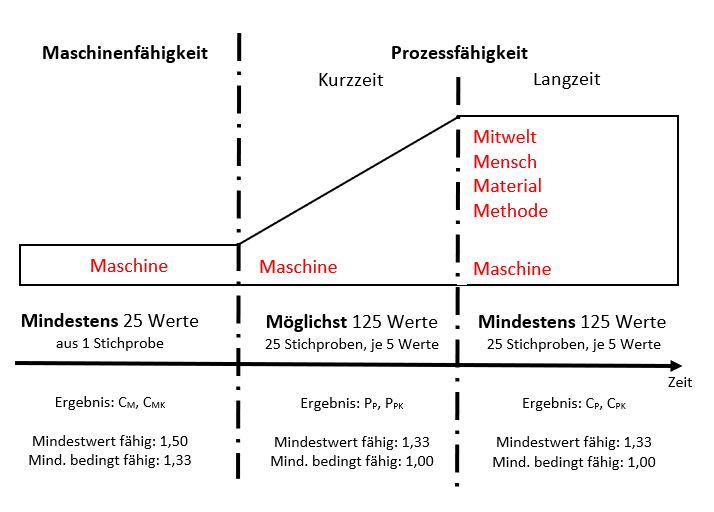 Maschinenfähigkeit
Prozessfähigkeit
Kurzzeit
Langzeit
Mitwelt
Mensch
Material
Methode
Maschine
Maschine
Maschine
Mindestens 25 Werte
aus 1 Stichprobe
Möglichst 125 Werte
25 Stichproben, je 5 Werte
Mindestens 125 Werte
25 Stichproben, je 5 Werte
Zeit
Ergebnis: CM, CMK
Ergebnis: PP, PPK
Ergebnis: CP, CPK
Mindestwert fähig: 1,50
Mind. bedingt fähig: 1,33
Mindestwert fähig: 1,33
Mind. bedingt fähig: 1,00
Mindestwert fähig: 1,33
Mind. bedingt fähig: 1,00